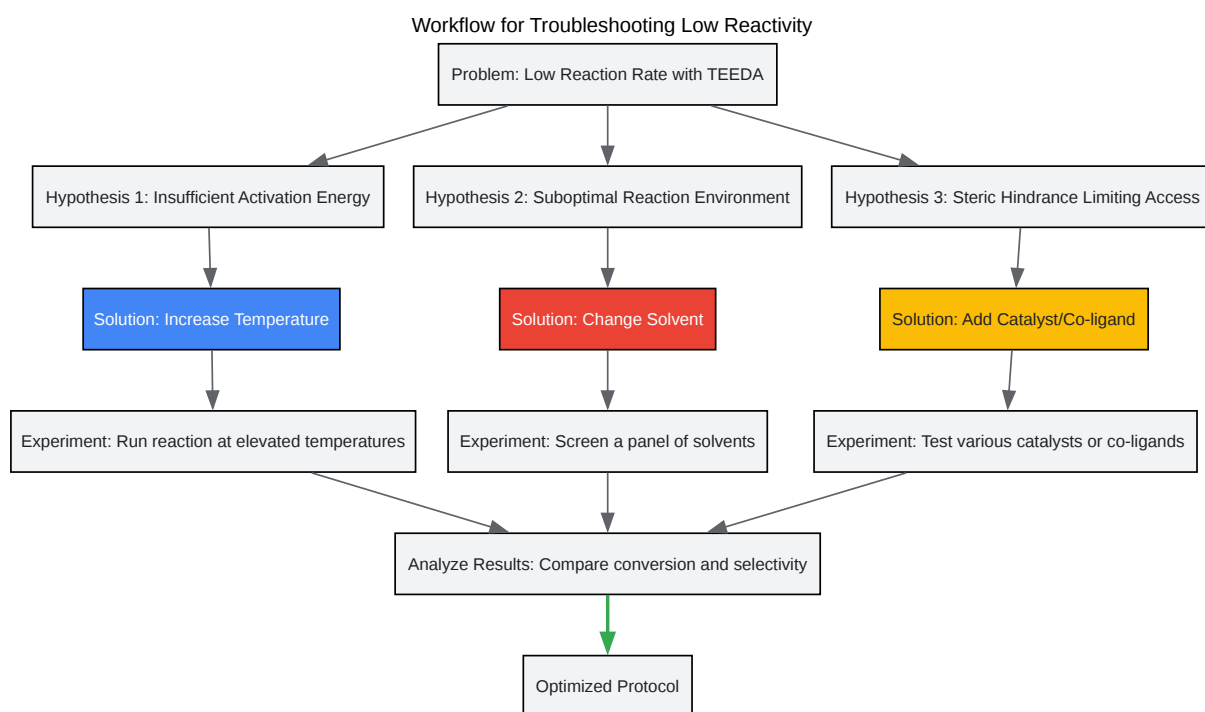 Workflow for Troubleshooting Low Reactivity
Problem: Low Reaction Rate with TEEDA
Hypothesis 1: Insufficient Activation Energy
Hypothesis 2: Suboptimal Reaction Environment
Hypothesis 3: Steric Hindrance Limiting Access
Solution: Increase Temperature
Solution: Change Solvent
Solution: Add Catalyst/Co-ligand
Experiment: Run reaction at elevated temperatures
Experiment: Screen a panel of solvents
Experiment: Test various catalysts or co-ligands
Analyze Results: Compare conversion and selectivity
Optimized Protocol